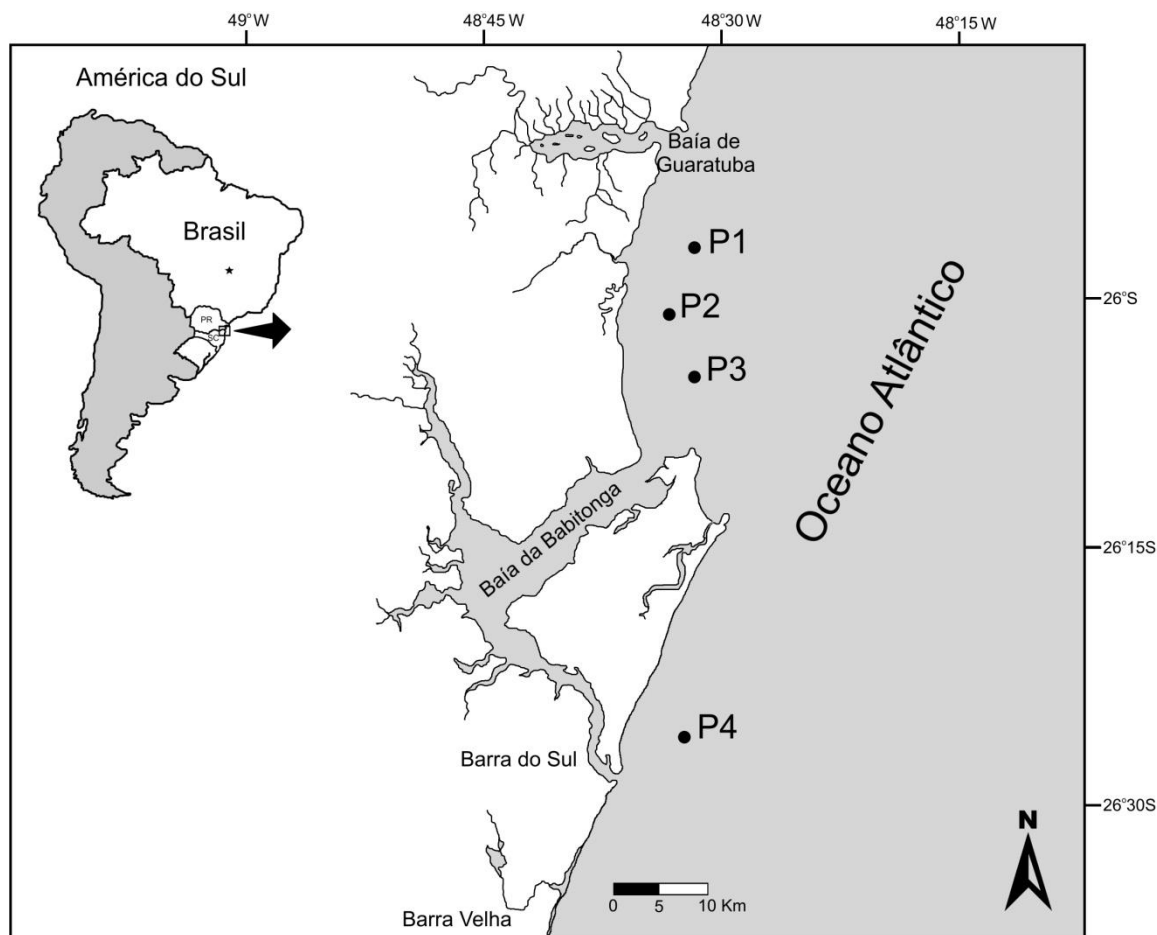 49°W
48°45 W
48°30 W
48°15 W
América do Sul
Brasil
PR
SC
Baía de
Guaratuba
P1
26°S
P2
P3
Oceano Atlântico
Baía da Babitonga
26°15S
P4
Barra do Sul
26°30S
N
0 5 10 Km
Barra Velha